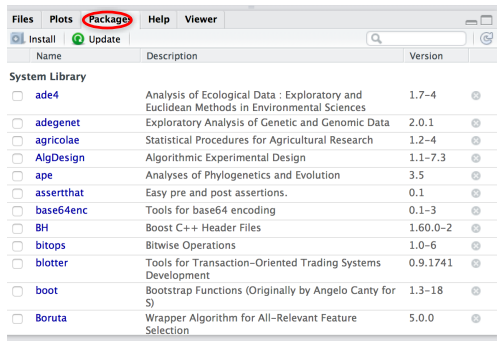 Files Plots Packages Help Viewer
Install Update
Name Description Version
System Library
ade4 Analysis of Ecological Data : Exploratory and 1.7-4
Euclidean Methods in Environmental Sciences
adegenet Exploratory Analysis of Genetic and Genomic Data 2.0.1
agricolae Statistical Procedures for Agricultural Research 1.2-4
AlgDesign Algorithmic Experimental Design 1.1-7.3
ape Analyses of Phylogenetics and Evolution 3.5
assertthat Easy pre and post assertions. 0.1
base64enc Tools for base64 encoding 0.1-3
BH Boost C++ Header Files 1.60.0-2
bitops Bitwise Operations 1.0-6
blotter Tools for Transaction-Oriented Trading Systems 0.9.1741
Development
boot Bootstrap Functions (Originally by Angelo Canty for 1.3-18
S)
Boruta Wrapper Algorithm for All-Relevant Feature 5.0.0
Selection